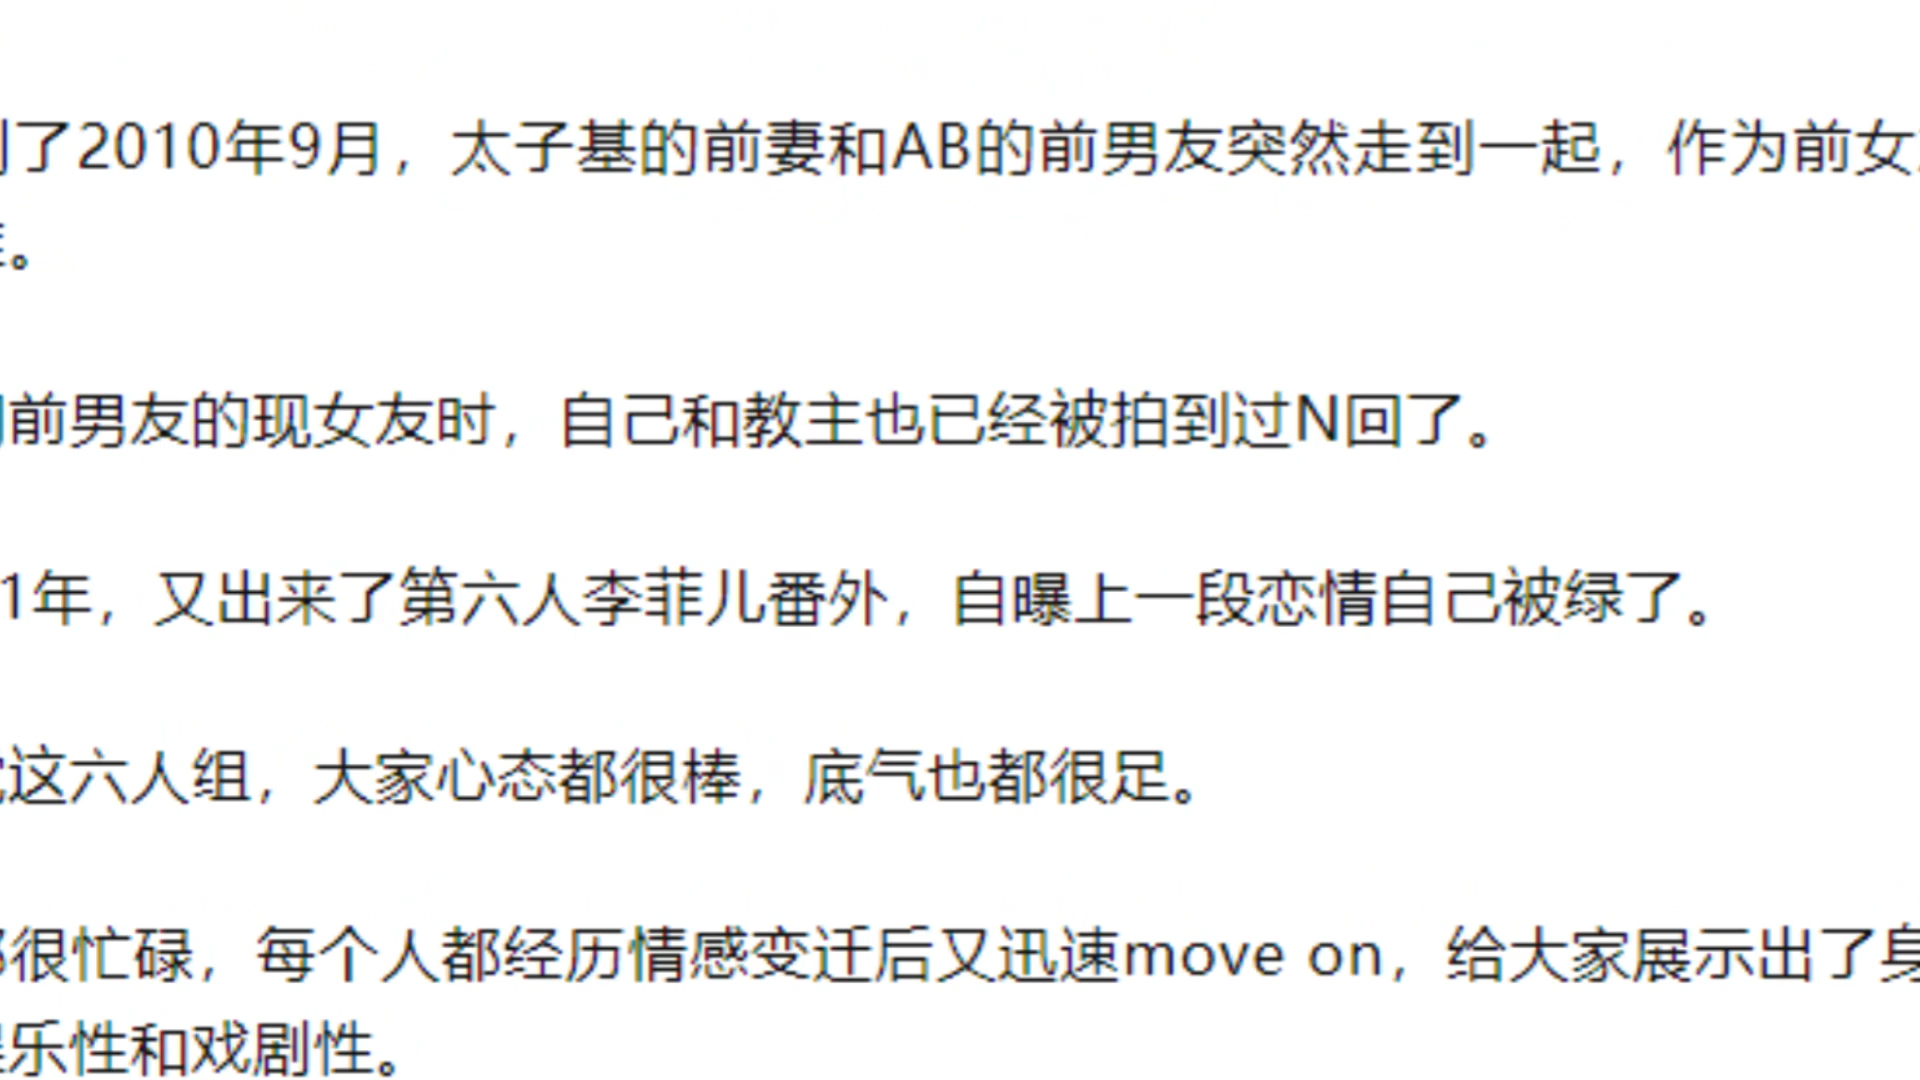 了2010年9月，太子基的前妻和AB的前男友突然走到一起，作为前女
。
前男友的现女友时，自己和教主也已经被拍到过N回了。
1年，又出来了第六人李菲儿番外，自曝上一段恋情自己被绿了。
这六人组，大家心态都很棒，底气也都很足。
很忙碌，每个人都经历情感变迁后又迅速move on，给大家展示出了
乐性和戏剧性。